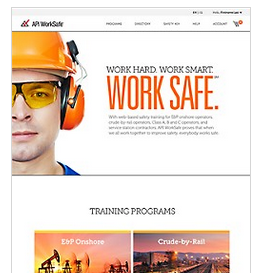 API WorkSafe
PROGRAMS
DIRECTORY
SAFETY KEY
HELP
ACCOUNT
WORK HARD. WORK SMART.
WORK SAFE.
With web-based safety training for E&P onshore operators,
crude-by-rail operators, Class A, B and C operators, and
service station contractors, API WorkSafe proves that when
we all work together to improve safety, everybody works safe.
TRAINING PROGRAMS
E&P Onshore
Crude-by-Rail